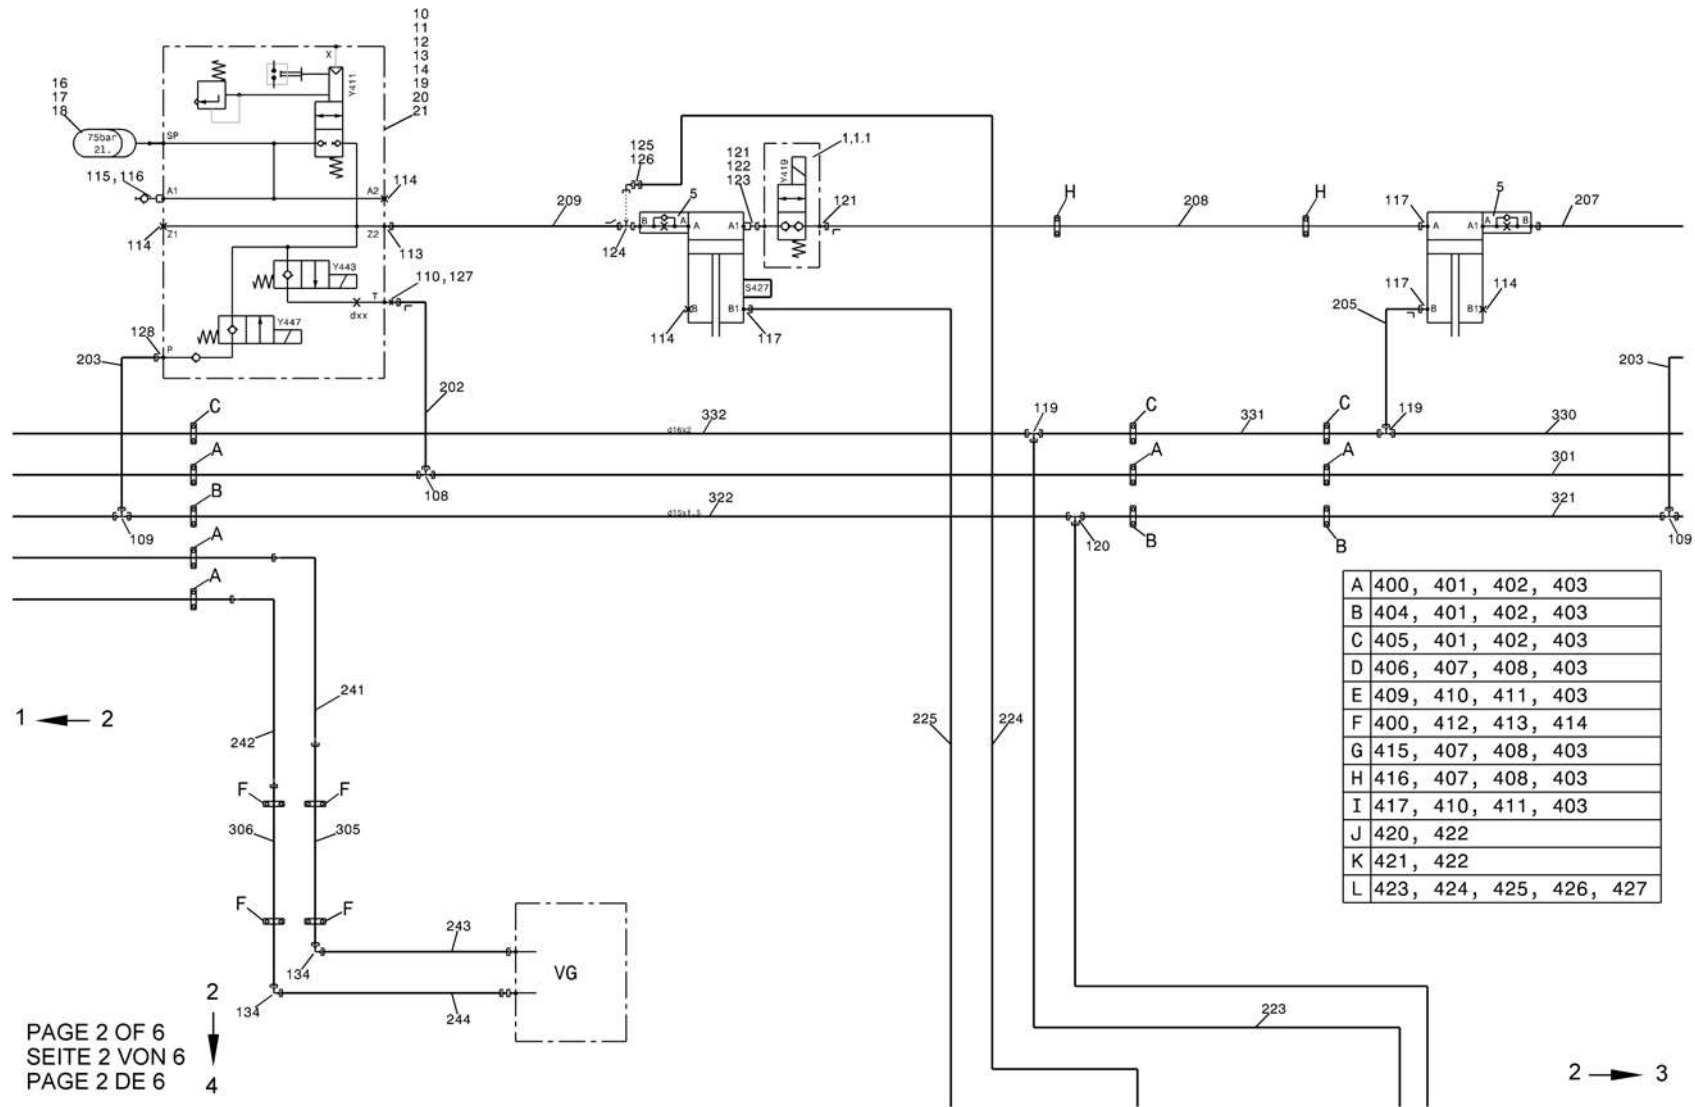 10
11
12
13
14
19
20
21
16
17
18
75bar
21.
SP
X
Y411
115,116
A1
A2
114
114
Z1
Z2
113
Y443
T
110,127
dxx
Y447
128
P
203
202
125
126
121
122
123
Y419
1,1.1
5
B
A
A
A1
121
209
124
S427
B
B1
114
117
H
208
H
117
5
A
A1
A
B
207
117
205
B
B1
114
203
C
332
d16x2
119
C
331
C
119
330
A
108
A
A
301
B
322
d15x1.5
120
B
B
321
109
109
A
A
241
242
1 2
F
F
306
305
F
F
243
134
VG
134
244
225
224
223
A 400, 401, 402, 403
B 404, 401, 402, 403
C 405, 401, 402, 403
D 406, 407, 408, 403
E 409, 410, 411, 403
F 400, 412, 413, 414
G 415, 407, 408, 403
H 416, 407, 408, 403
I 417, 410, 411, 403
J 420, 422
K 421, 422
L 423, 424, 425, 426, 427
PAGE 2 OF 6
SEITE 2 VON 6
PAGE 2 DE 6
2
4
2 3